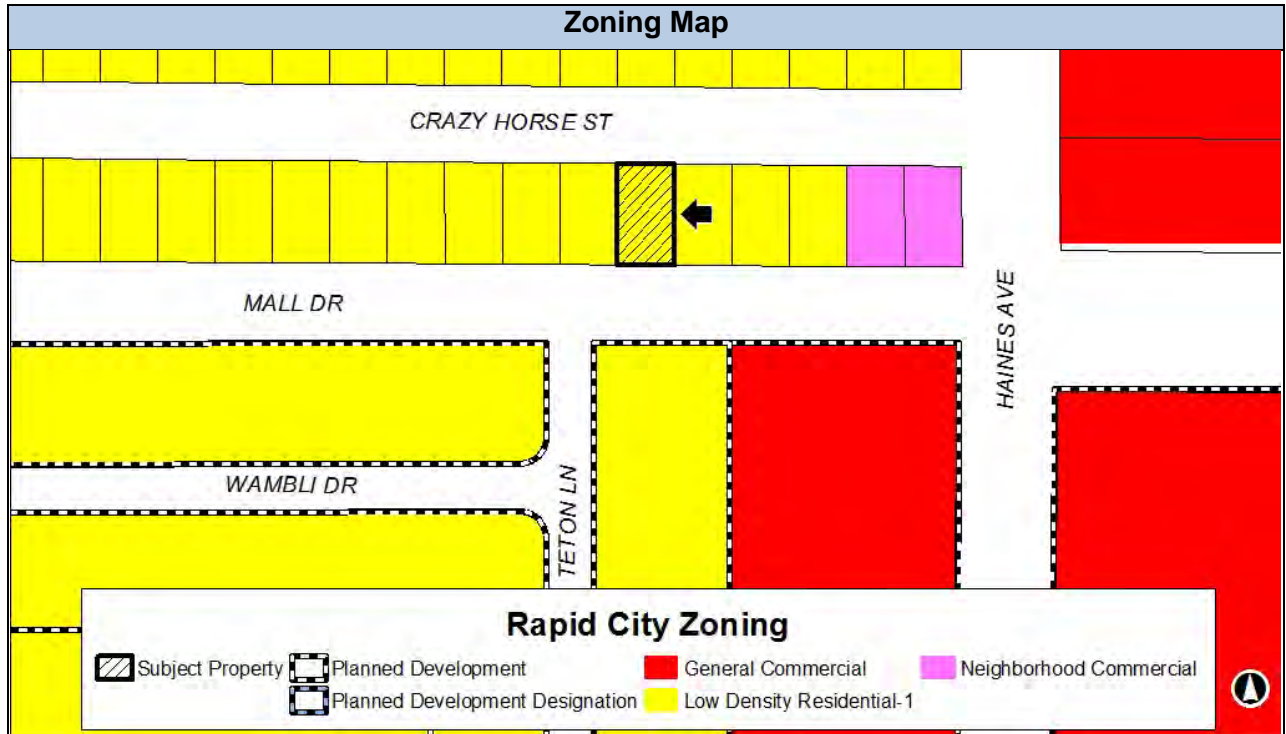 Zoning Map
CRAZY HORSE ST
MALL DR
HAINES AVE
WAMBLI DR
TETON LN
Rapid City Zoning
Subject Property Planned Development General Commercial Neighborhood Commercial
Planned Development Designation Low Density Residential-1